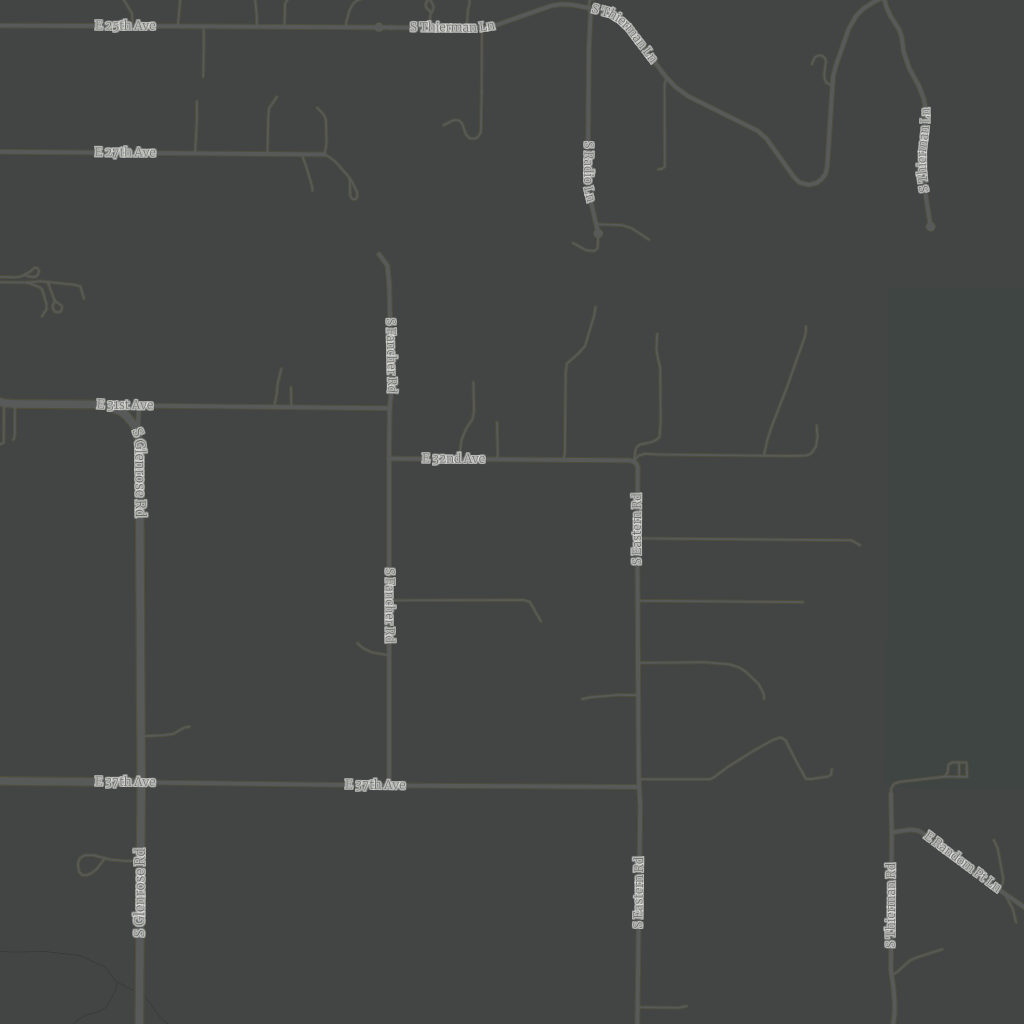 E 25th Ave
S Thierman Ln
S Thierman Ln
S Thierman Ln
E 27th Ave
S Radio Ln
S Fancher Rd
E 31st Ave
S Glenrose Rd
E 32nd Ave
S Eastern Rd
S Fancher Rd
E 37th Ave
E 37th Ave
S Glenrose Rd
S Eastern Rd
S Thierman Rd
E Random Pt Ln